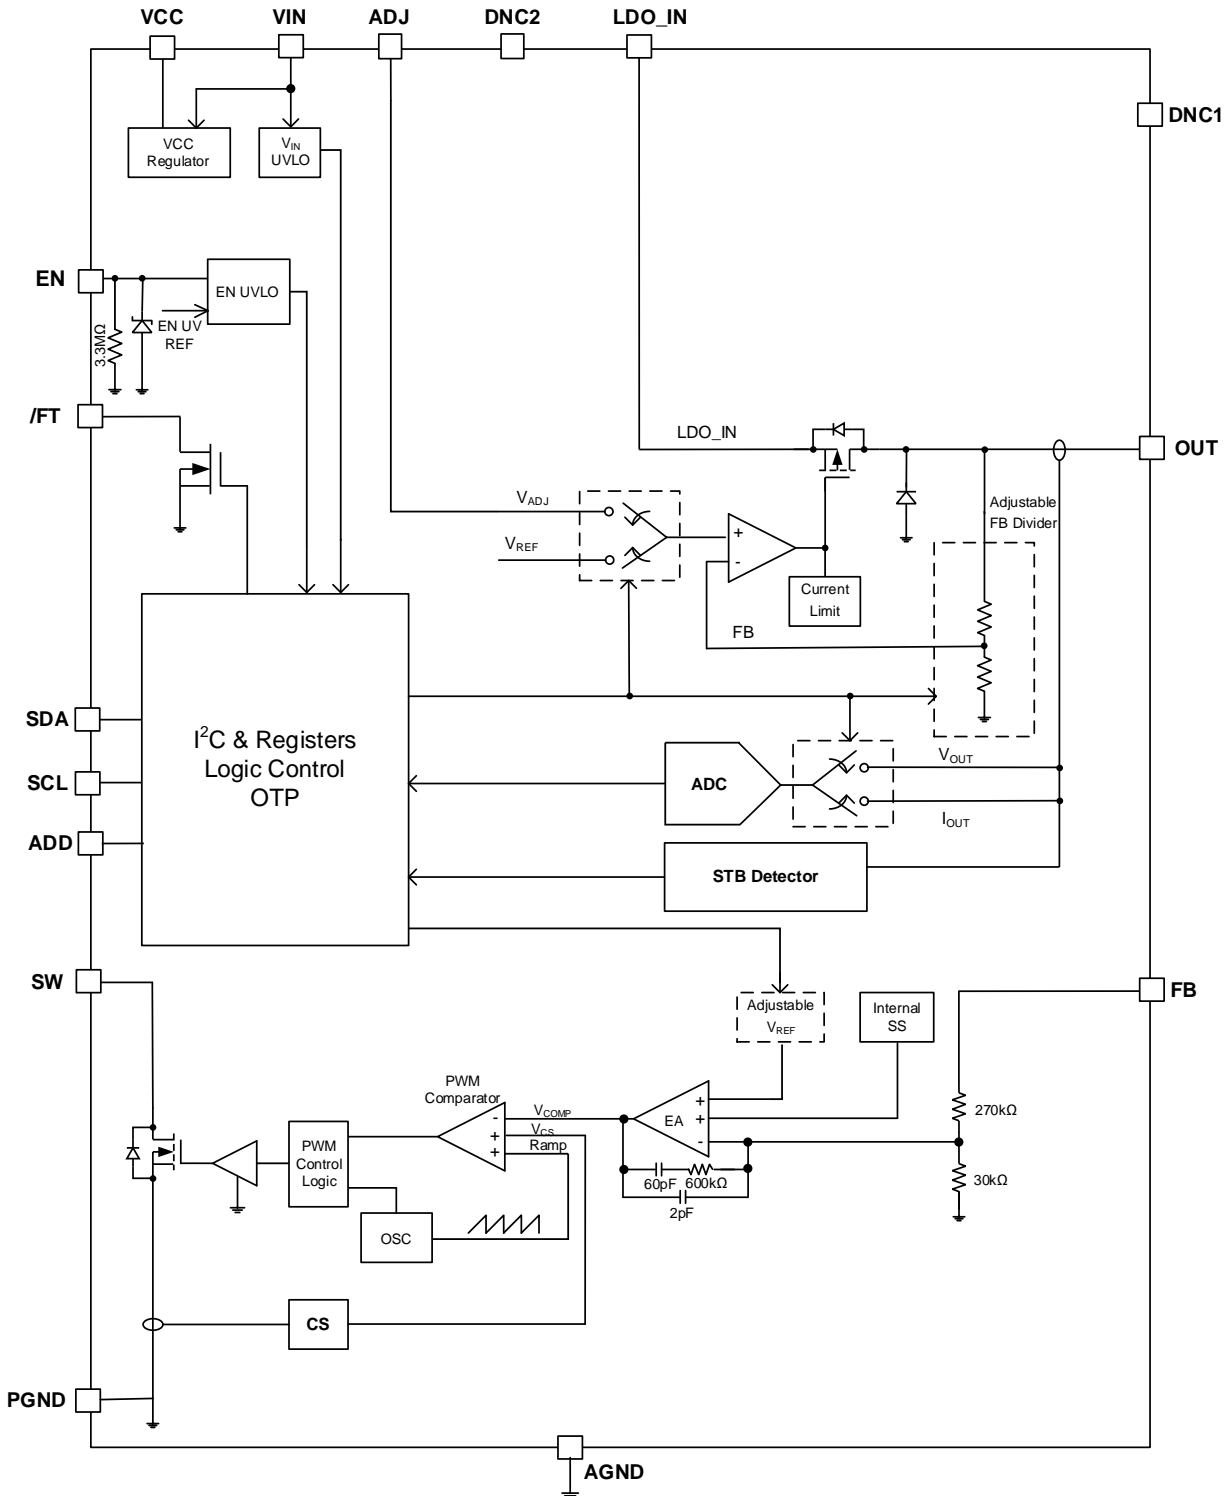 VCC
VIN
ADJ
DNC2
LDO_IN
DNC1
VCC
Regulator
VIN
UVLO
EN
EN UVLO
EN UV
REF
3.3MΩ
/FT
LDO_IN
OUT
VADJ
VREF
Adjustable
FB Divider
+
-
Current
Limit
FB
SDA
SCL
ADD
I²C & Registers
Logic Control
OTP
ADC
VOUT
IOUT
STB Detector
SW
FB
Adjustable
VREF
Internal
SS
PWM
Comparator
VCOMP
VCS
Ramp
-
+
+
EA
+
+
-
270kΩ
30kΩ
60pF
600kΩ
2pF
PWM
Control
Logic
OSC
CS
PGND
AGND